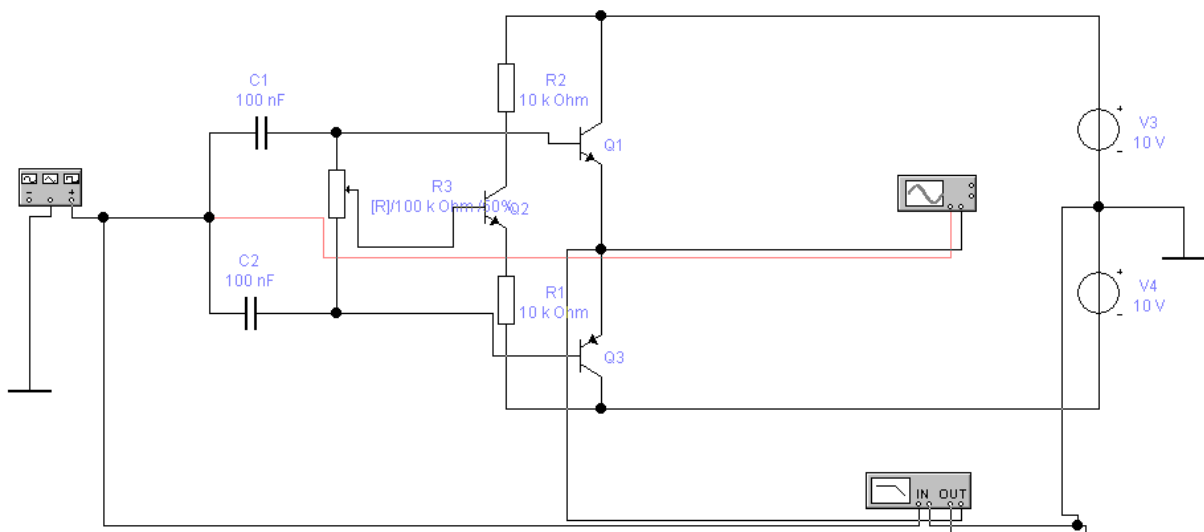 C1
100 nF
R2
10 k Ohm
Q1
V3
10 V
R3
[R]/100 k Ohm /50%
Q2
C2
100 nF
R1
10 k Ohm
V4
10 V
Q3
IN OUT